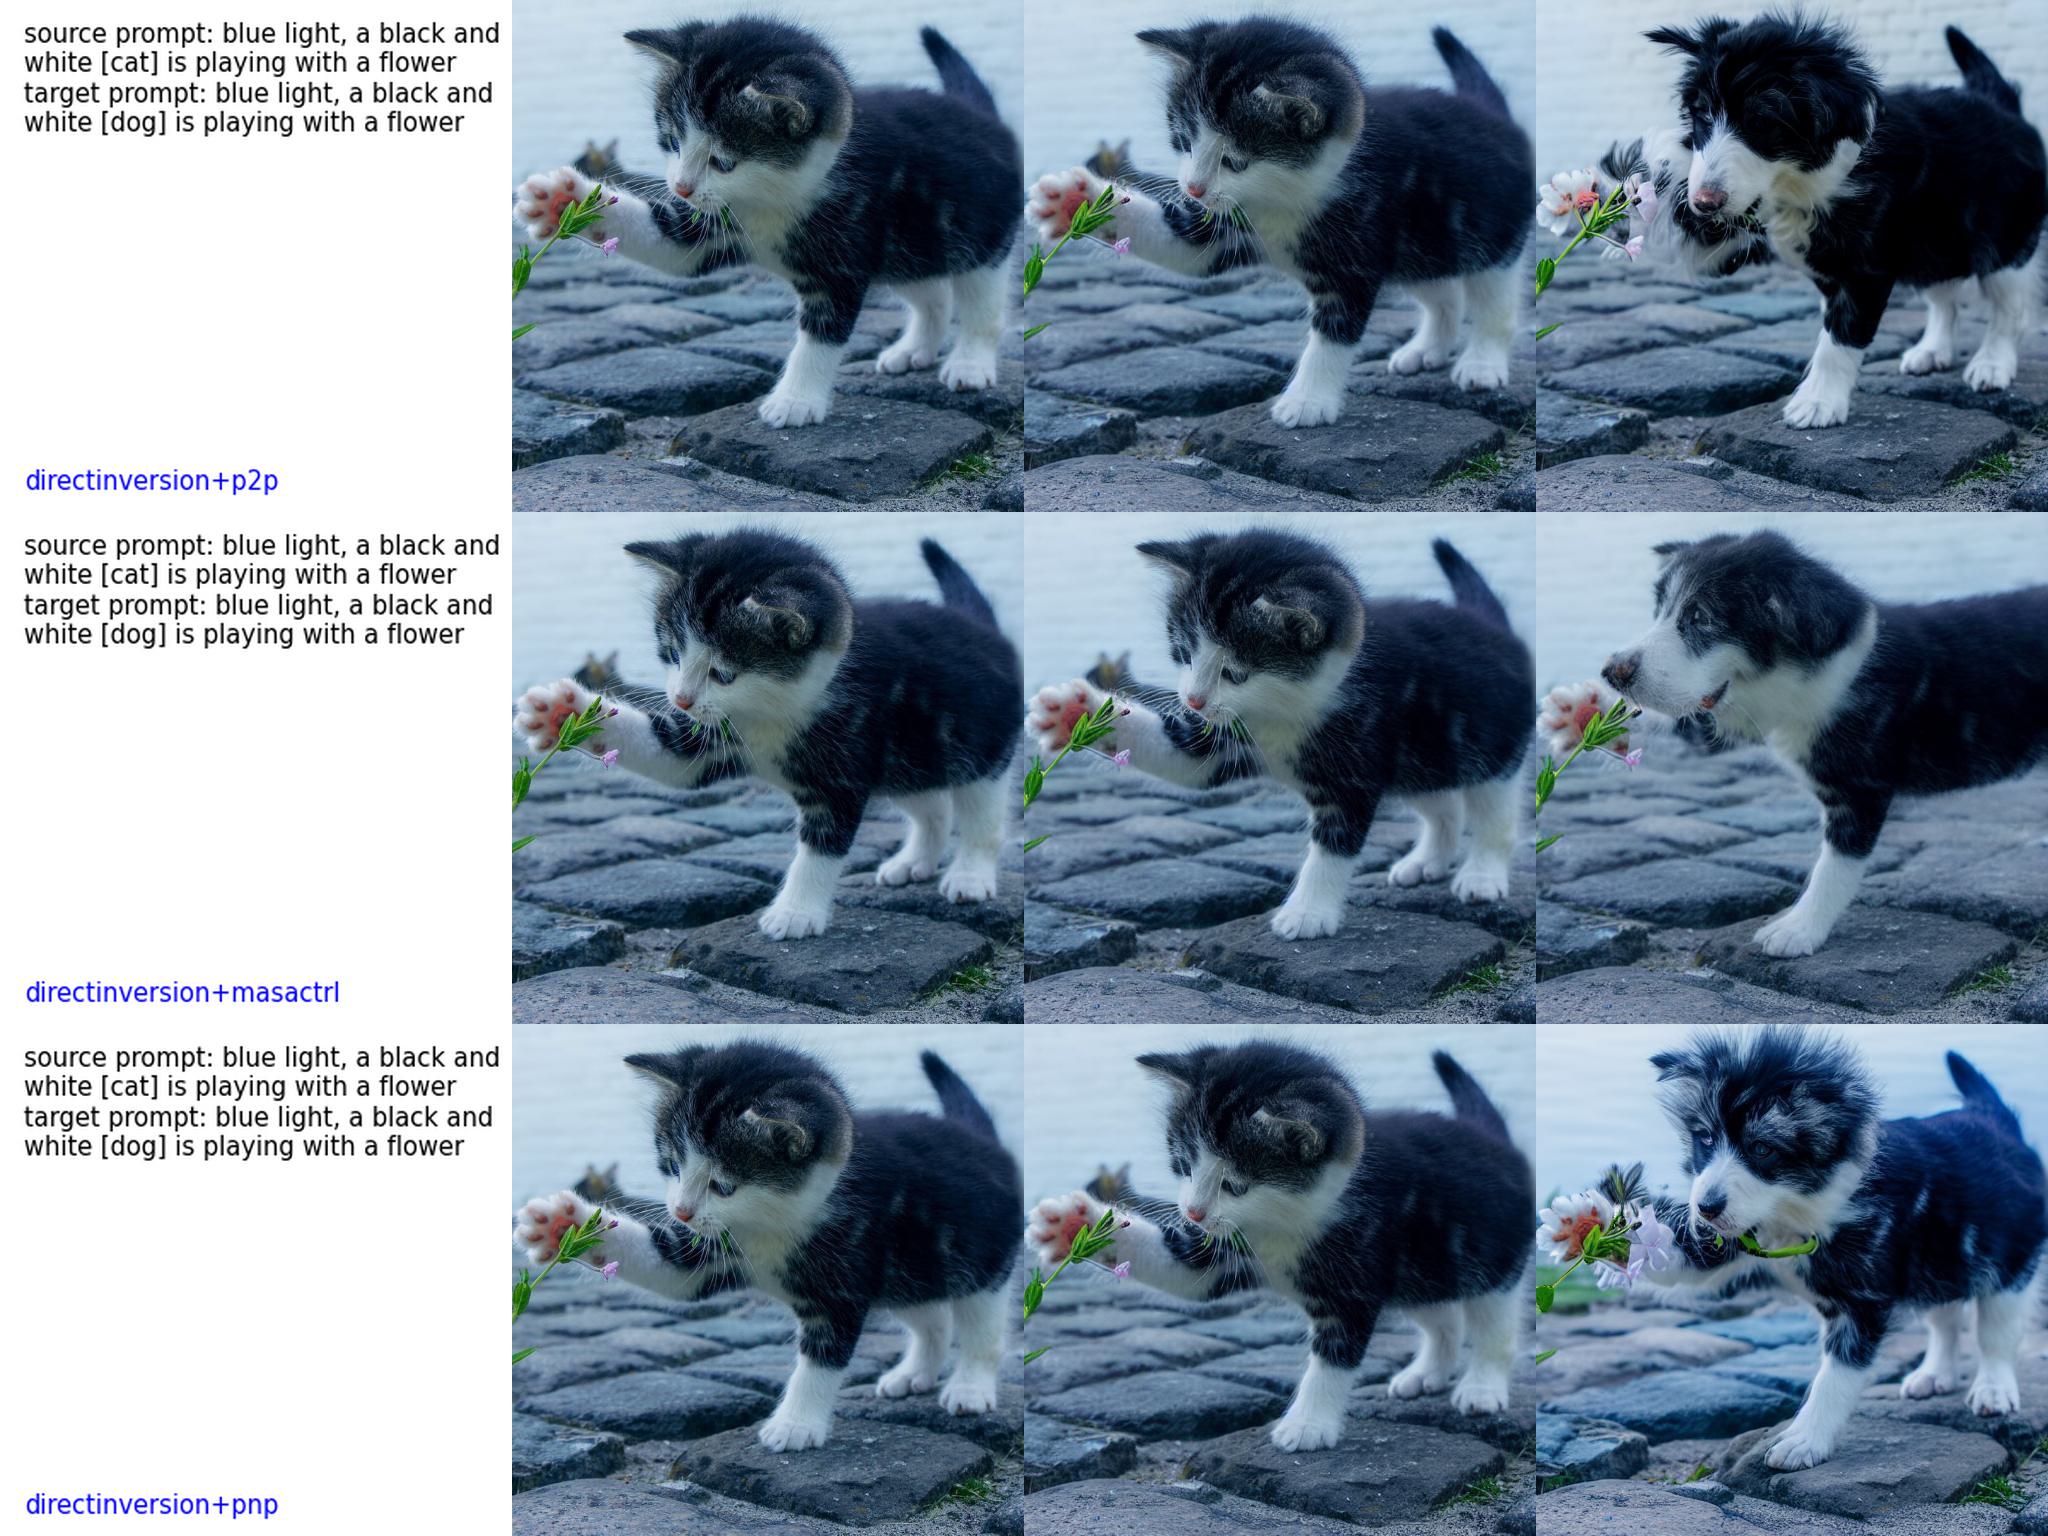 source prompt: blue light, a black and
white [cat] is playing with a flower
target prompt: blue light, a black and
white [dog] is playing with a flower
directinversion+p2p
source prompt: blue light, a black and
white [cat] is playing with a flower
target prompt: blue light, a black and
white [dog] is playing with a flower
directinversion+masactrl
source prompt: blue light, a black and
white [cat] is playing with a flower
target prompt: blue light, a black and
white [dog] is playing with a flower
directinversion+pnp